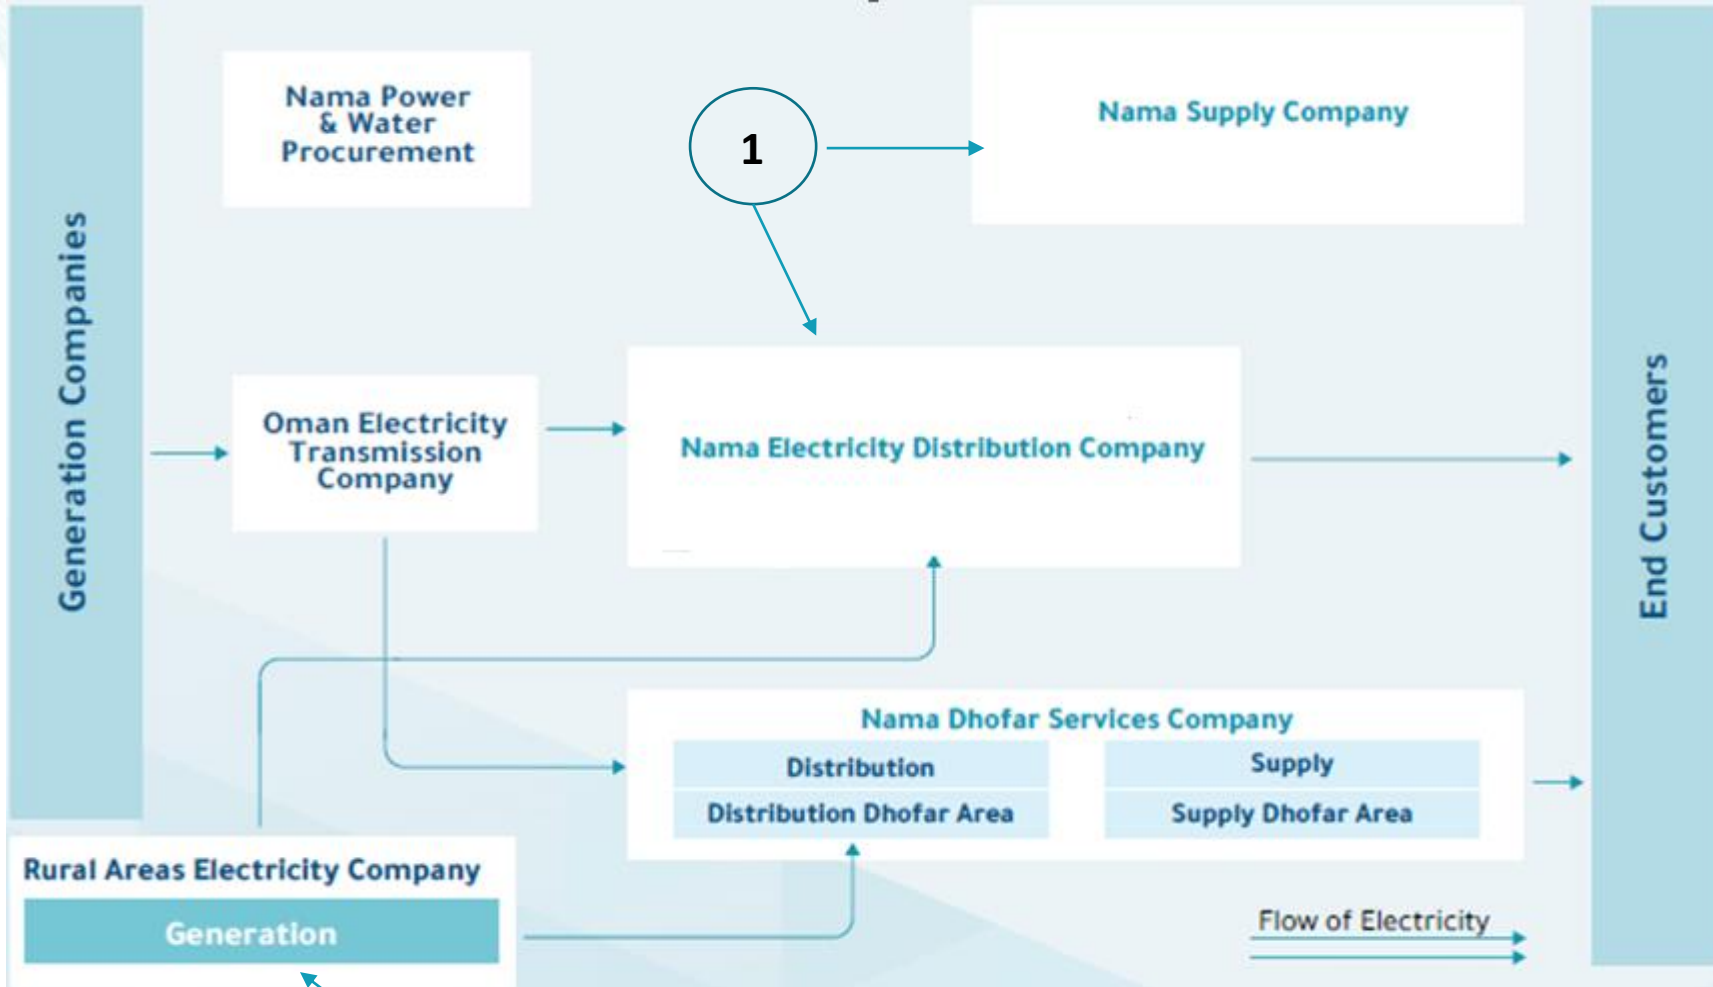 Generation Companies
Nama Power
& Water
Procurement
1
Nama Supply Company
Oman Electricity
Transmission
Company
Nama Electricity Distribution Company
End Customers
Nama Dhofar Services Company
Distribution
Supply
Distribution Dhofar Area
Supply Dhofar Area
Rural Areas Electricity Company
Generation
Flow of Electricity